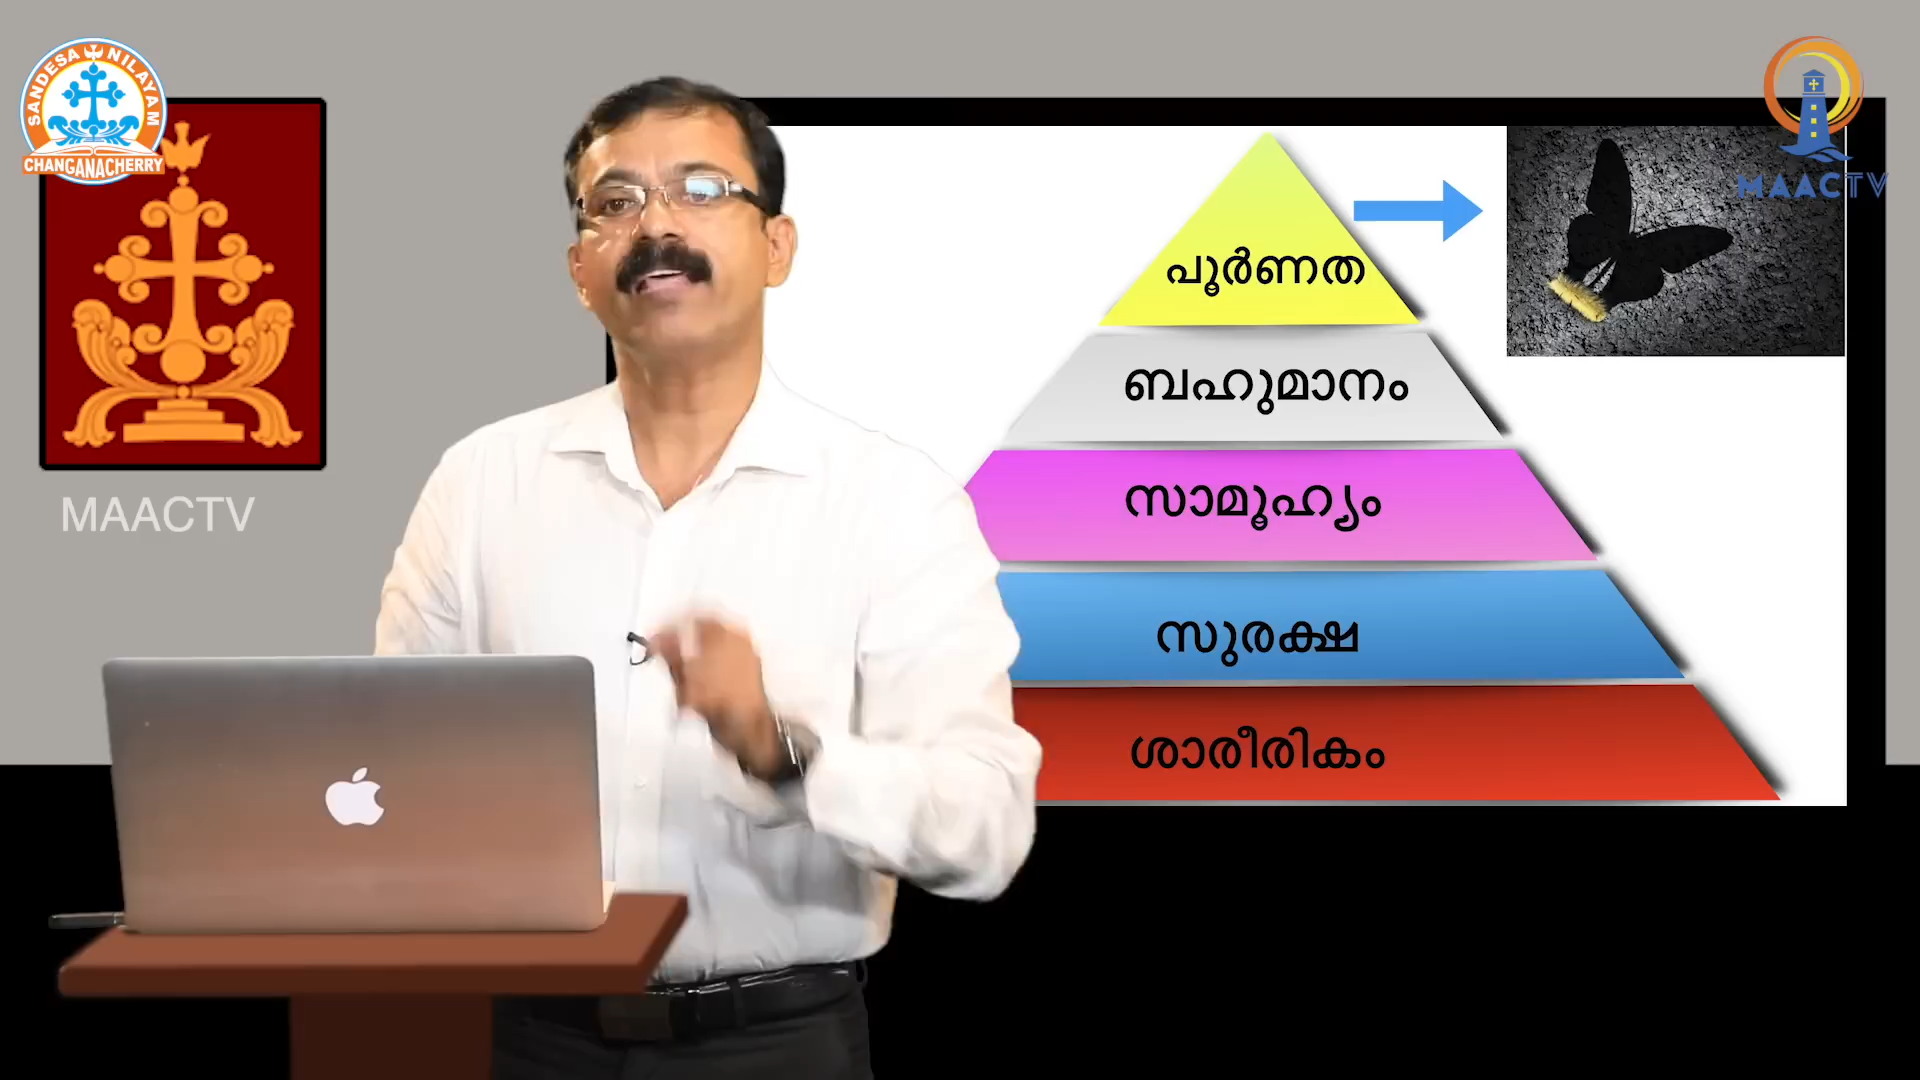 SANDESA NILAYAM
CHANGANACHERRY
MAACTV
MAACTV
പൂർണത
ബഹുമാനം
സാമൂഹ്യം
സുരക്ഷ
ശാരീരികം